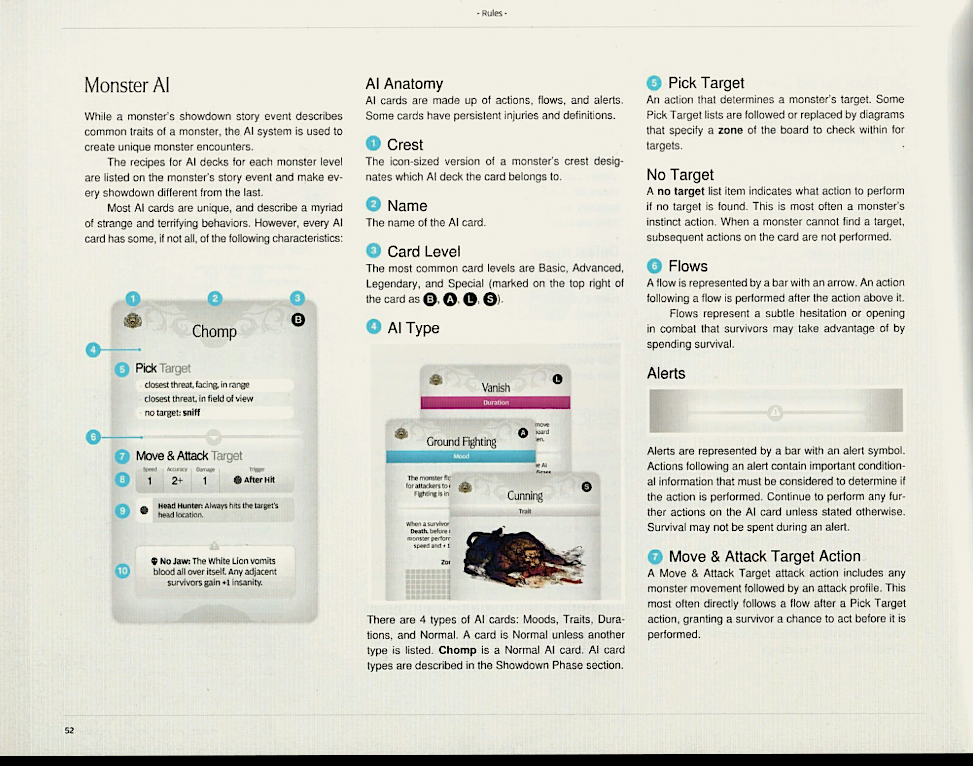 - Rules -
Monster AI
While a monster's showdown story event describes
common traits of a monster, the AI system is used to
create unique monster encounters.
The recipes for AI decks for each monster level
are listed on the monster's story event and make ev-
ery showdown different from the last.
Most AI cards are unique, and describe a myriad
of strange and terrifying behaviors. However, every AI
card has some, if not all, of the following characteristics:
1 2 3
B
Chomp
4
5 Pick Target
closest threat, facing, in range
closest threat, in field of view
no target: sniff
6
7 Move & Attack Target
Speed Accuracy Damage Trigger
8 1 2+ 1 After Hit
9 Head Hunter: Always hits the target's
head location.
10 No Jaw: The White Lion vomits
blood all over itself. Any adjacent
survivors gain +1 insanity.
AI Anatomy
AI cards are made up of actions, flows, and alerts.
Some cards have persistent injuries and definitions.
1 Crest
The icon-sized version of a monster's crest desig-
nates which AI deck the card belongs to.
2 Name
The name of the AI card.
3 Card Level
The most common card levels are Basic, Advanced,
Legendary, and Special (marked on the top right of
the card as B, A, L, S).
4 AI Type
L
Vanish
Duration
move
board
en.
he AI
A
Ground Fighting
Mood
The monster fl
for attackers to
Fighting is in
When a survivor
Death, before
monster perfor
speed and +1
Zo
S
Cunning
Trait
There are 4 types of AI cards: Moods, Traits, Dura-
tions, and Normal. A card is Normal unless another
type is listed. Chomp is a Normal AI card. AI card
types are described in the Showdown Phase section.
5 Pick Target
An action that determines a monster's target. Some
Pick Target lists are followed or replaced by diagrams
that specify a zone of the board to check within for
targets.
No Target
A no target list item indicates what action to perform
if no target is found. This is most often a monster's
instinct action. When a monster cannot find a target,
subsequent actions on the card are not performed.
6 Flows
A flow is represented by a bar with an arrow. An action
following a flow is performed after the action above it.
Flows represent a subtle hesitation or opening
in combat that survivors may take advantage of by
spending survival.
Alerts
Alerts are represented by a bar with an alert symbol.
Actions following an alert contain important condition-
al information that must be considered to determine if
the action is performed. Continue to perform any fur-
ther actions on the AI card unless stated otherwise.
Survival may not be spent during an alert.
7 Move & Attack Target Action
A Move & Attack Target attack action includes any
monster movement followed by an attack profile. This
most often directly follows a flow after a Pick Target
action, granting a survivor a chance to act before it is
performed.
52